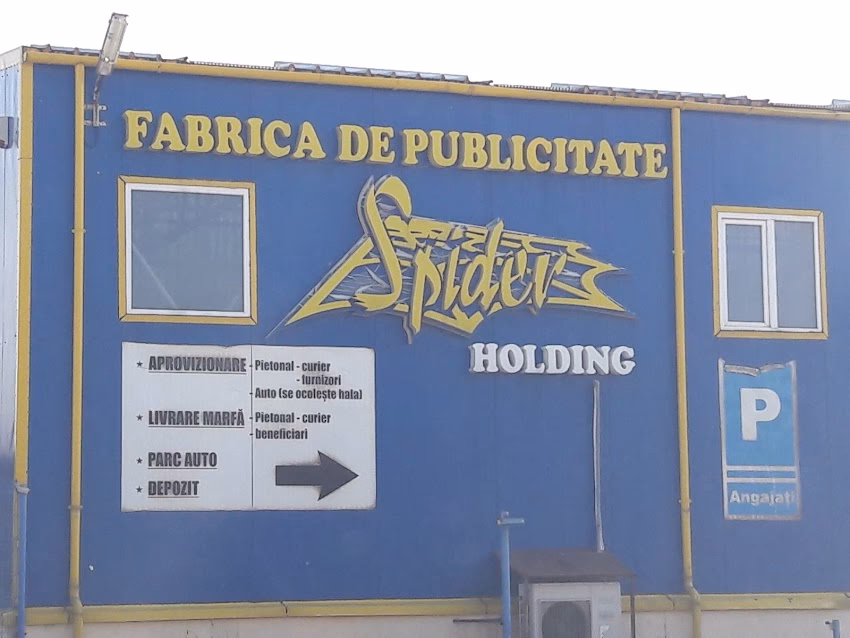 FABRICA DE PUBLICITATE
Spider
HOLDING
★ APROVIZIONARE - Pietonal - curier
- furnizori
- Auto (se ocolește hala)
★ LIVRARE MARFĂ - Pietonal - curier
- beneficiari
★ PARC AUTO
★ DEPOZIT
P
Angajați